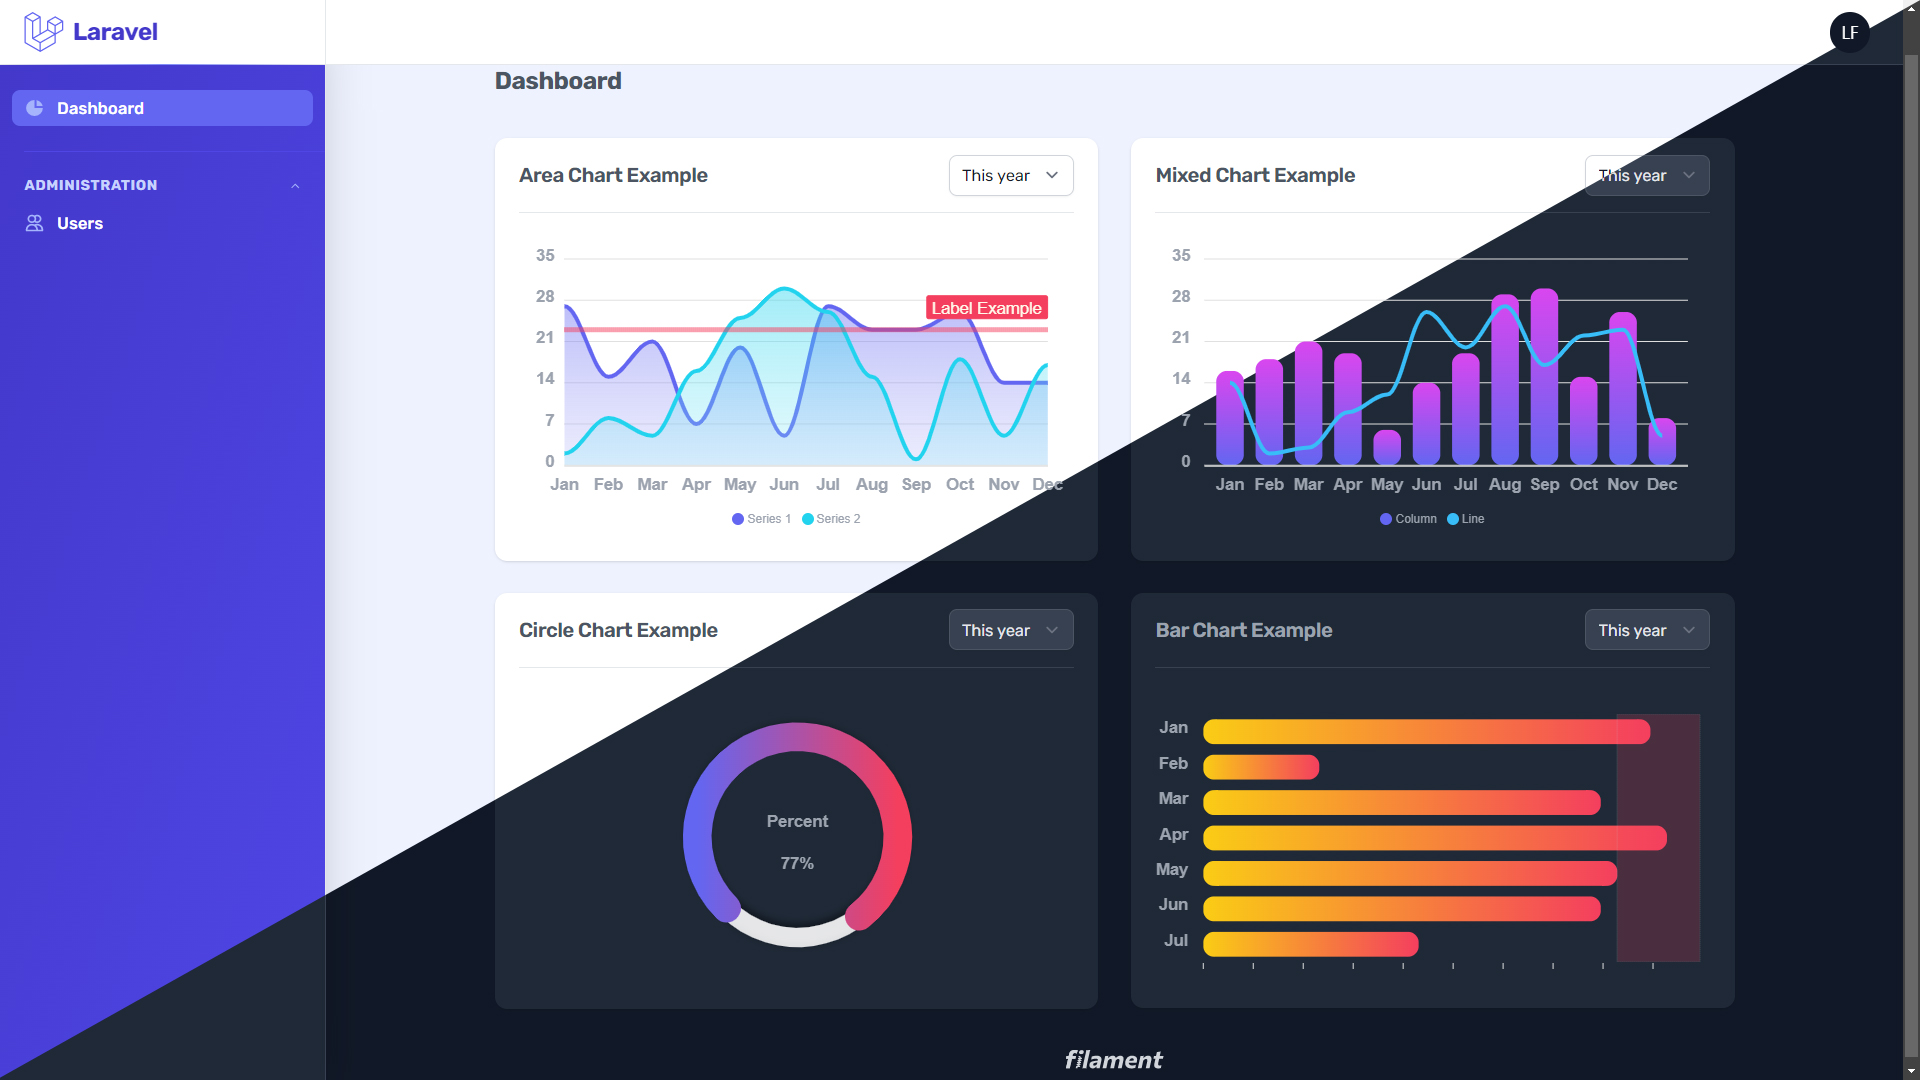 Laravel
LF
Dashboard
ADMINISTRATION
Users
Dashboard
Area Chart Example
This year
35
28
21
14
7
0
Label Example
Jan Feb Mar Apr May Jun Jul Aug Sep Oct Nov Dec
Series 1 Series 2
Mixed Chart Example
This year
35
28
21
14
7
0
Jan Feb Mar Apr May Jun Jul Aug Sep Oct Nov Dec
Column Line
Circle Chart Example
This year
Percent
77%
Bar Chart Example
This year
Jan
Feb
Mar
Apr
May
Jun
Jul
filament